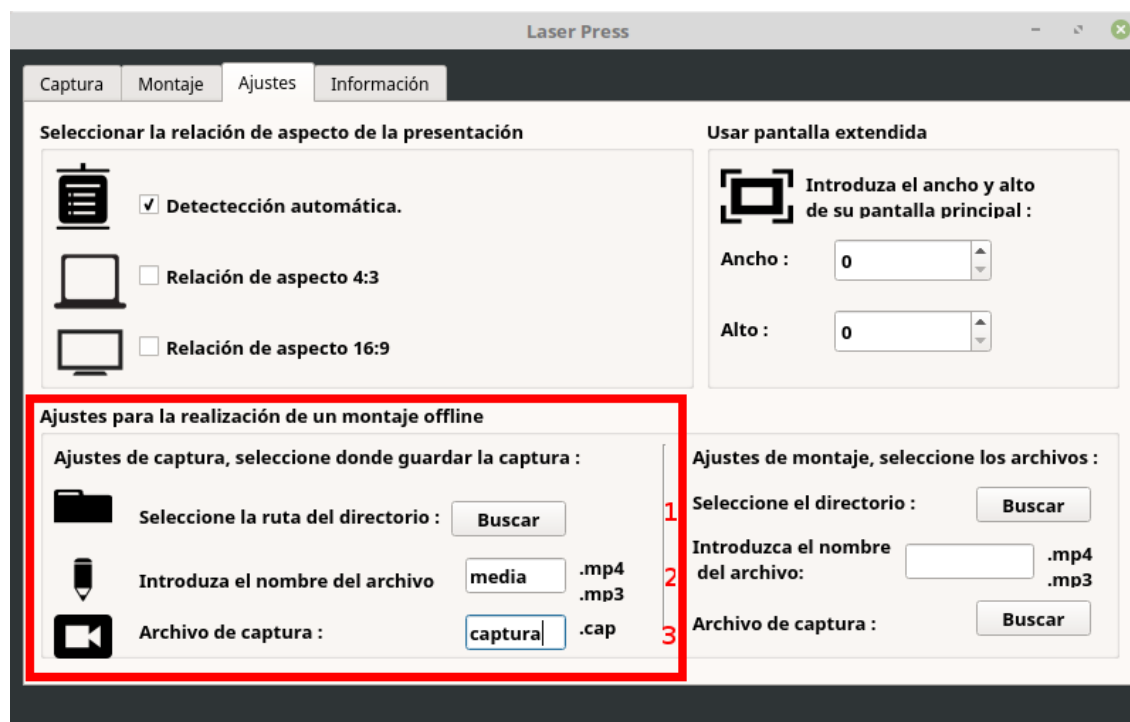 Laser Press
Captura Montaje Ajustes Información
Seleccionar la relación de aspecto de la presentación
Detectección automática.
Relación de aspecto 4:3
Relación de aspecto 16:9
Usar pantalla extendida
Introduza el ancho y alto
de su pantalla principal :
Ancho : 0
Alto : 0
Ajustes para la realización de un montaje offline
Ajustes de captura, seleccione donde guardar la captura :
Seleccione la ruta del directorio : Buscar 1
Introduza el nombre del archivo media .mp4 2
.mp3
Archivo de captura : captura .cap 3
Ajustes de montaje, seleccione los archivos :
Seleccione el directorio : Buscar
Introduzca el nombre
del archivo: .mp4
.mp3
Archivo de captura : Buscar